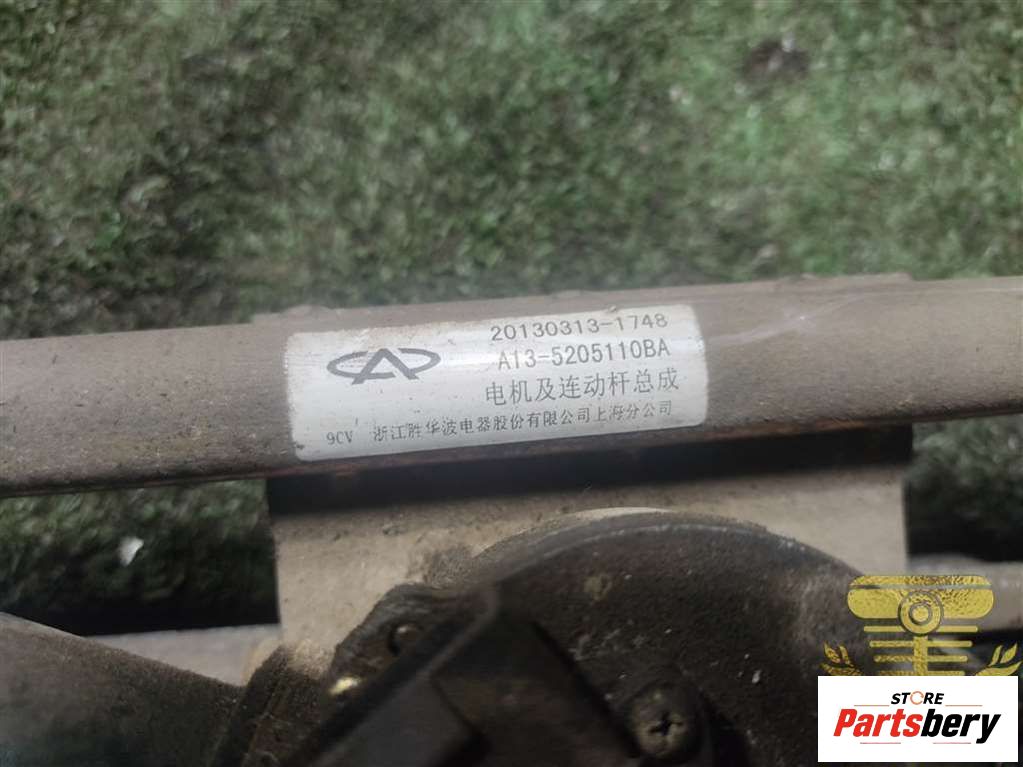 20130313-1748
A13-5205110BA
电机及连动杆总成
9CV 浙江胜华波电器股份有限公司上海分公司
STORE
Partsbery